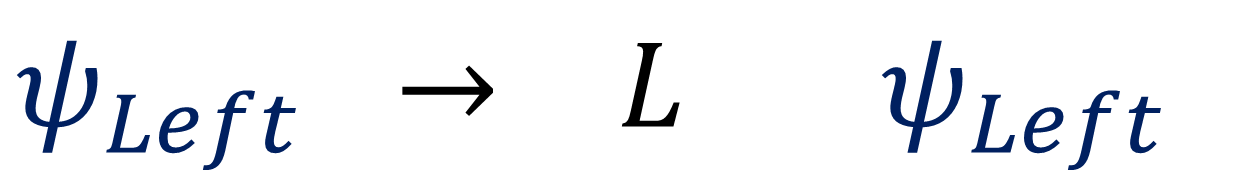 ψ_Left → L ψ_Left